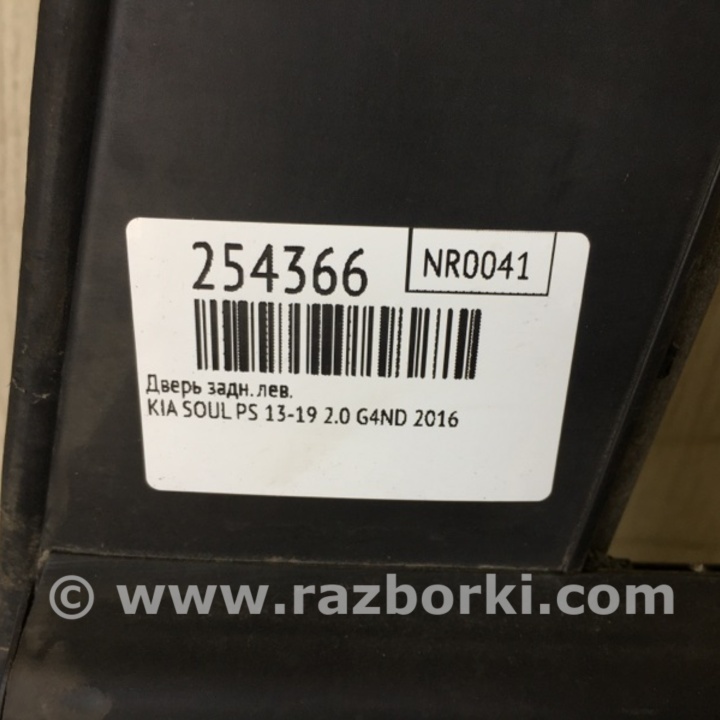 254366
NR0041
Дверь задн. лев.
KIA SOUL PS 13-19 2.0 G4ND 2016
© www.razborki.com